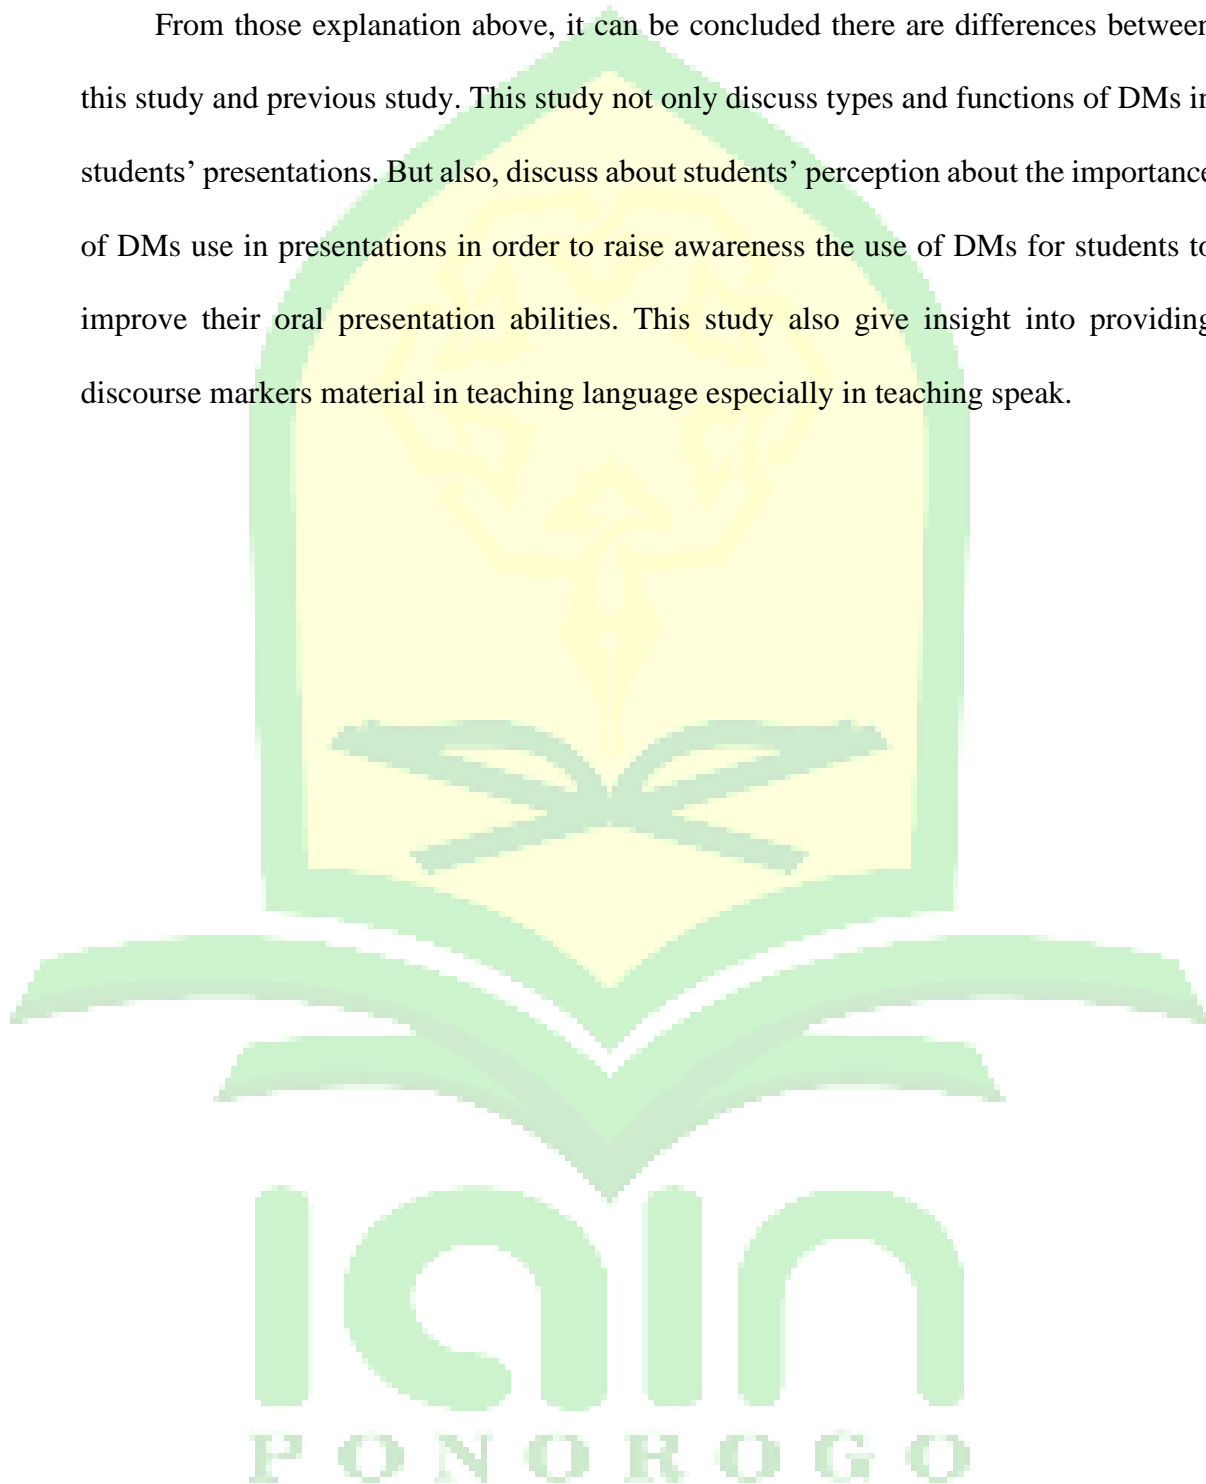 From those explanation above, it can be concluded there are differences between
this study and previous study. This study not only discuss types and functions of DMs in
students’ presentations. But also, discuss about students’ perception about the importance
of DMs use in presentations in order to raise awareness the use of DMs for students to
improve their oral presentation abilities. This study also give insight into providing
discourse markers material in teaching language especially in teaching speak.
iain
PONOROGO